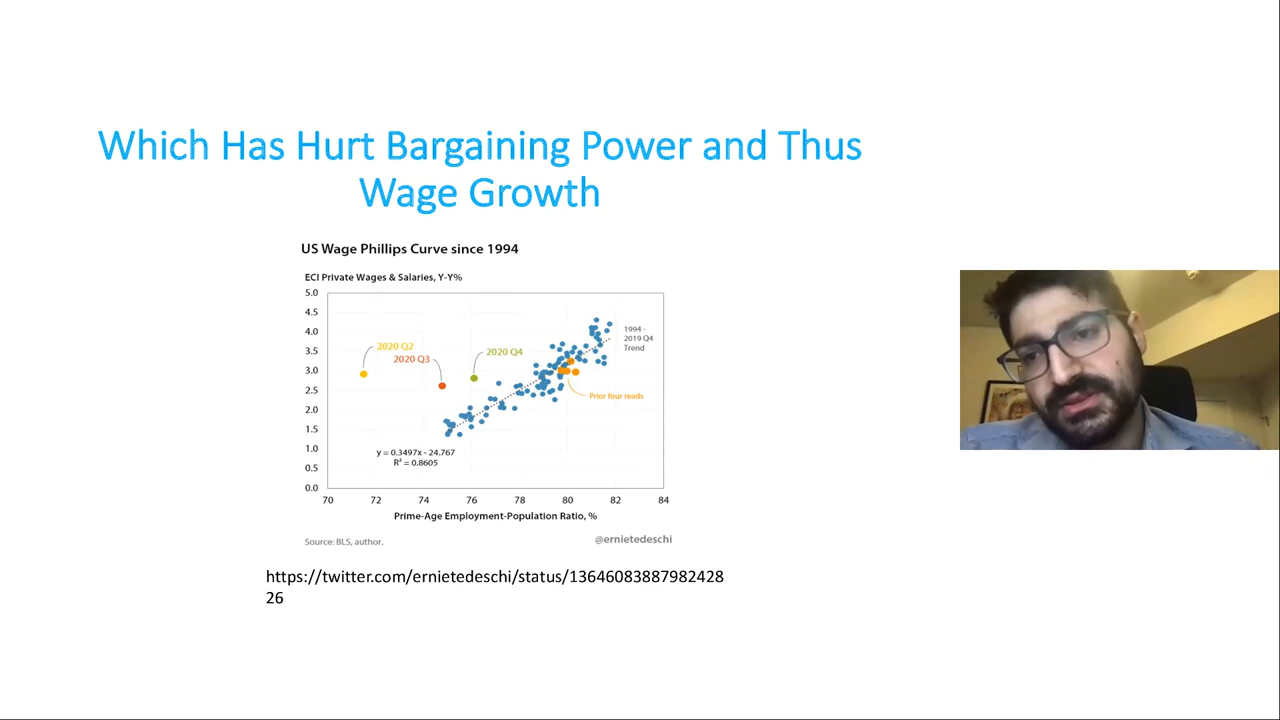 Which Has Hurt Bargaining Power and Thus
Wage Growth
US Wage Phillips Curve since 1994
ECI Private Wages & Salaries, Y-Y%
5.0
4.5
4.0
3.5
3.0
2.5
2.0
1.5
1.0
0.5
0.0
2020 Q2
2020 Q3
2020 Q4
1994 -
2019 Q4
Trend
Prior four reads
y = 0.3497x - 24.767
R² = 0.8605
70 72 74 76 78 80 82 84
Prime-Age Employment-Population Ratio, %
Source: BLS, author.
@ernietedeschi
https://twitter.com/ernietedeschi/status/13646083887982428
26